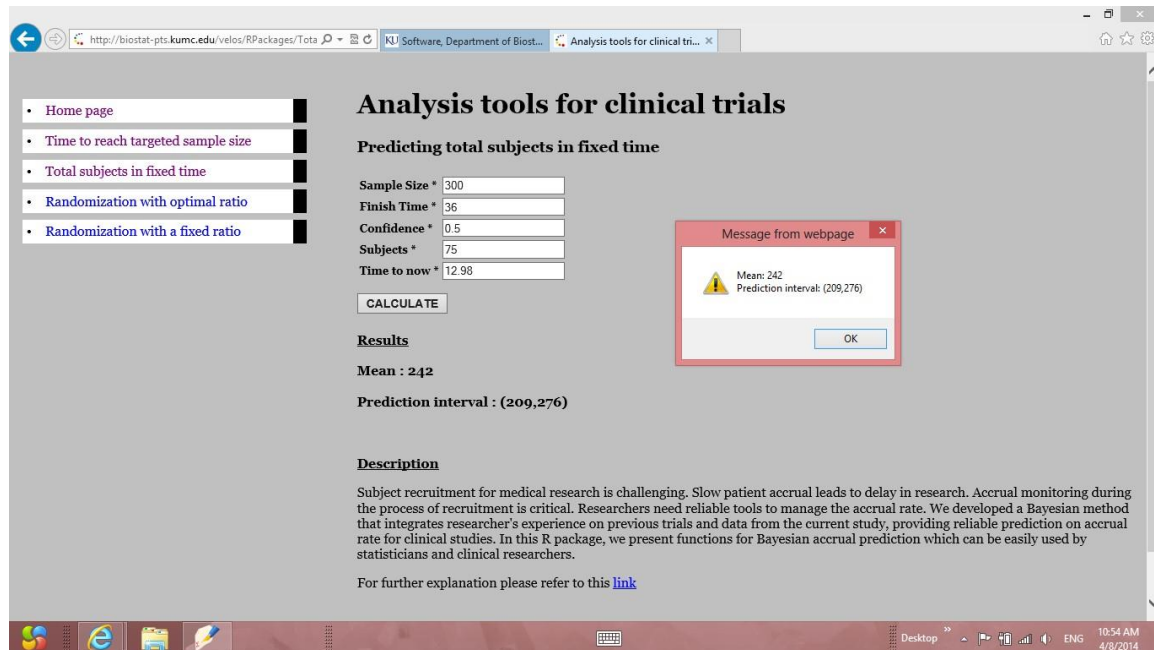 http://biostat-pts.kumc.edu/velos/RPackages/Tota
KU Software, Department of Biost...
Analysis tools for clinical tri...
• Home page
• Time to reach targeted sample size
• Total subjects in fixed time
• Randomization with optimal ratio
• Randomization with a fixed ratio
Analysis tools for clinical trials
Predicting total subjects in fixed time
Sample Size * 300
Finish Time * 36
Confidence * 0.5
Subjects * 75
Time to now * 12.98
CALCULATE
Results
Mean : 242
Prediction interval : (209,276)
Message from webpage
Mean: 242
Prediction interval: (209,276)
OK
Description
Subject recruitment for medical research is challenging. Slow patient accrual leads to delay in research. Accrual monitoring during
the process of recruitment is critical. Researchers need reliable tools to manage the accrual rate. We developed a Bayesian method
that integrates researcher's experience on previous trials and data from the current study, providing reliable prediction on accrual
rate for clinical studies. In this R package, we present functions for Bayesian accrual prediction which can be easily used by
statisticians and clinical researchers.
For further explanation please refer to this link
Desktop
ENG
10:54 AM
4/8/2014